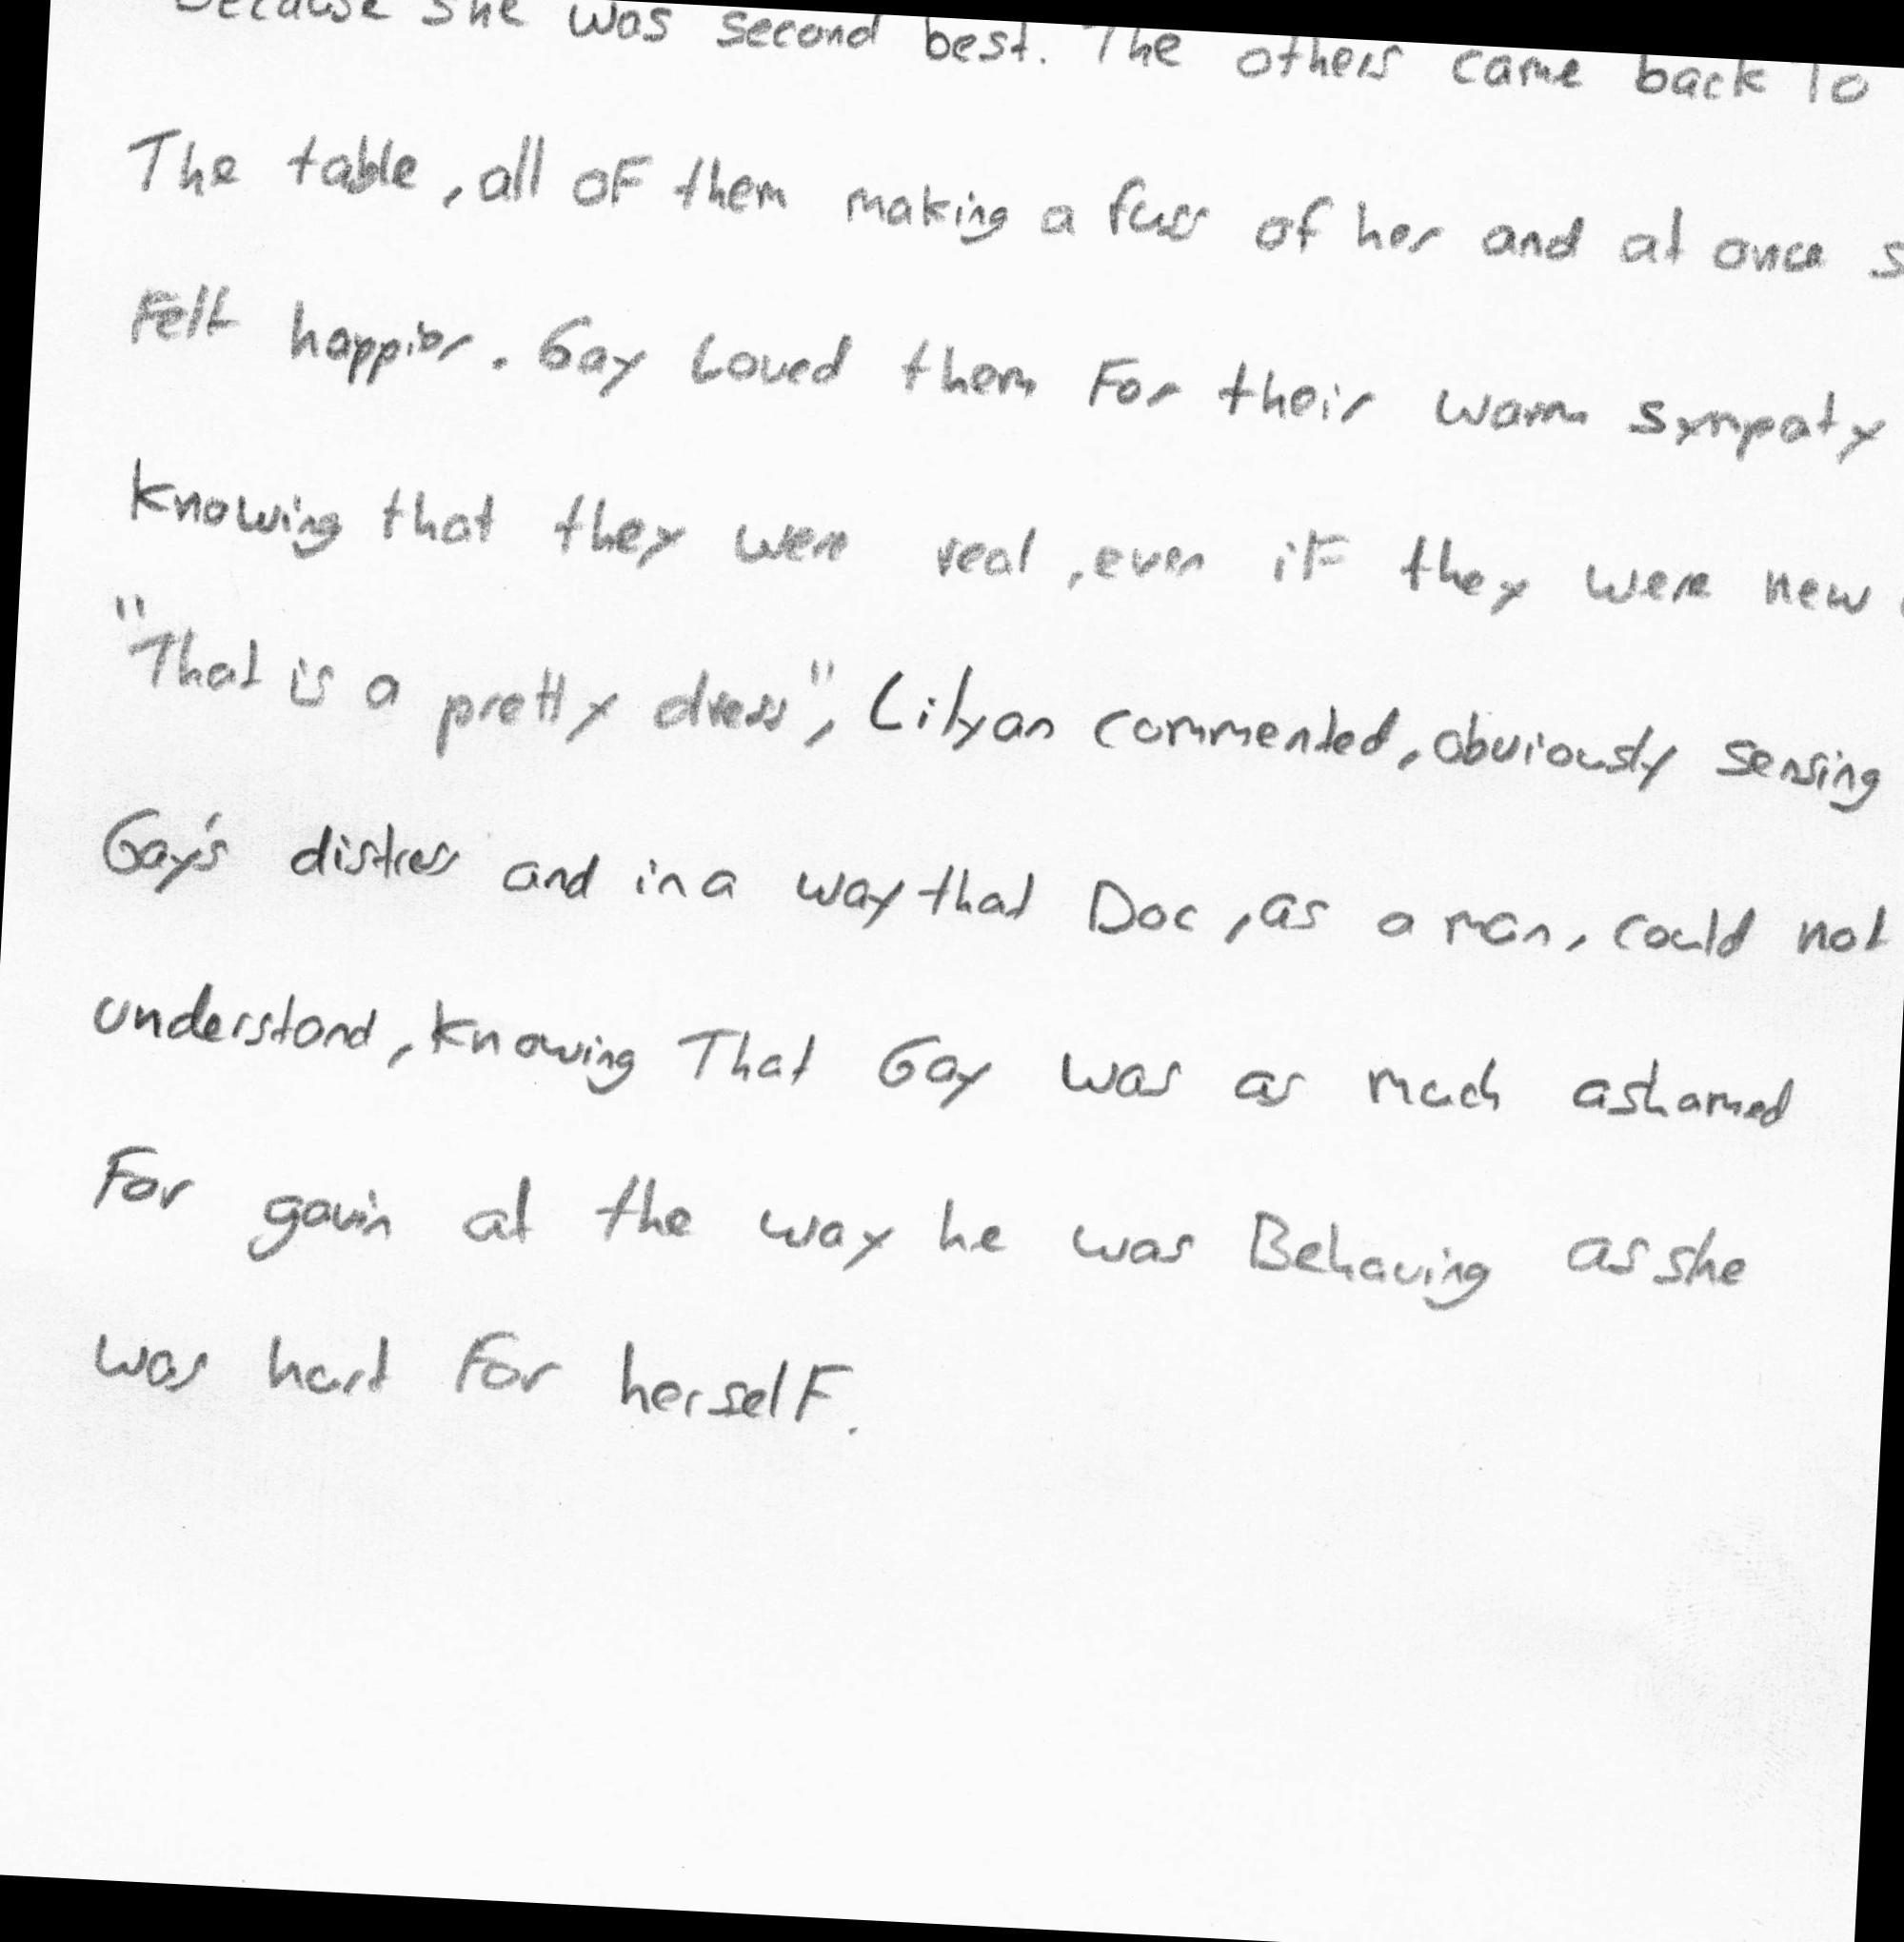 because she was second best. The others came back To
The table, all oF them making a fuss of her and at once
Felt happier. Gay Loved them For their warm sympaty
knowing that they were real, even iF they were new
"That is a pretty dress", Lilyan commented, obviously sensing
Gay's distress and in a way that Doc, as a man, could not
understand, knowing That Gay was as much ashamed
For gavin at the way he was Behaving as she
was hart For herselF.